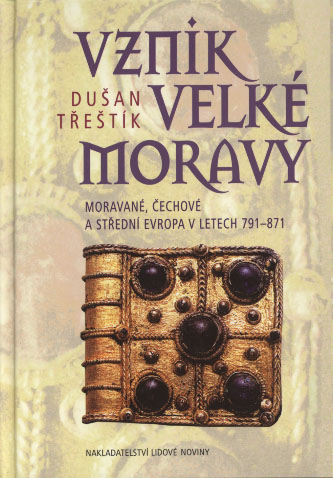 VZNIK
DUŠAN VELKÉ
TŘEŠTÍK
MORAVY
MORAVANÉ, ČECHOVÉ
A STŘEDNÍ EVROPA V LETECH 791–871
NAKLADATELSTVÍ LIDOVÉ NOVINY